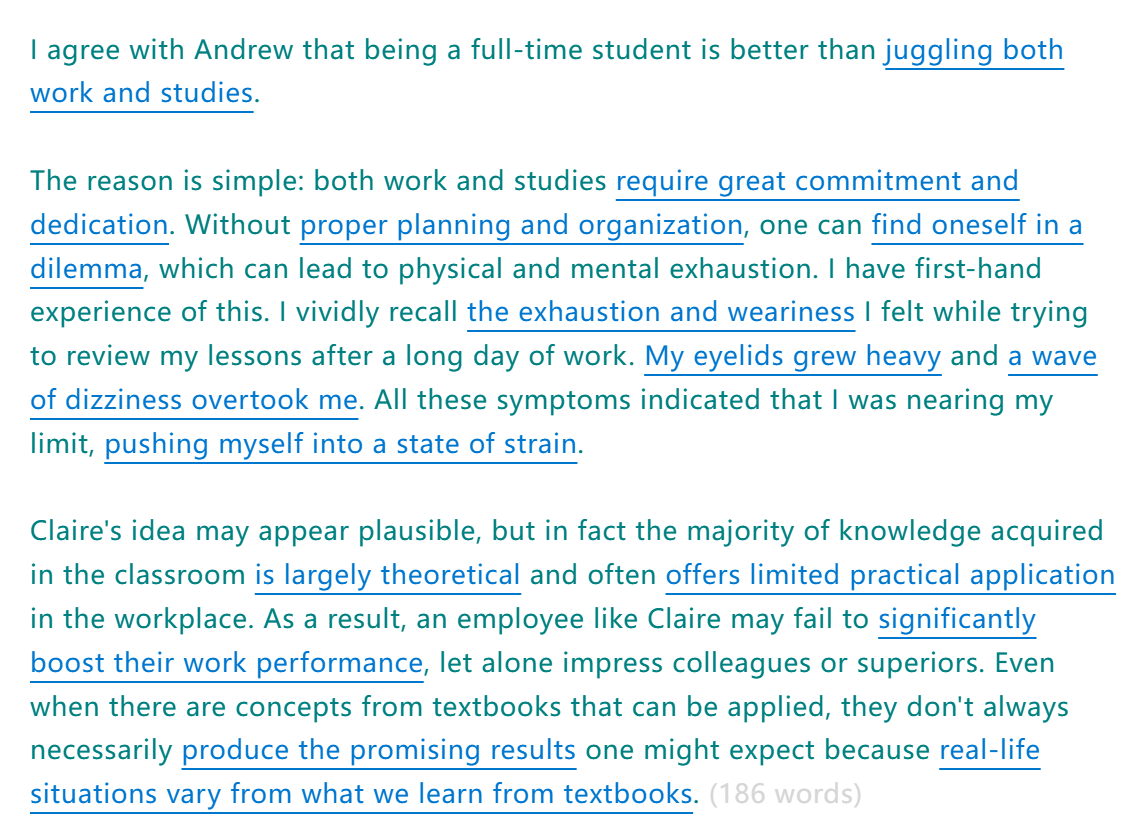 I agree with Andrew that being a full-time student is better than juggling both
work and studies.
The reason is simple: both work and studies require great commitment and
dedication. Without proper planning and organization, one can find oneself in a
dilemma, which can lead to physical and mental exhaustion. I have first-hand
experience of this. I vividly recall the exhaustion and weariness I felt while trying
to review my lessons after a long day of work. My eyelids grew heavy and a wave
of dizziness overtook me. All these symptoms indicated that I was nearing my
limit, pushing myself into a state of strain.
Claire's idea may appear plausible, but in fact the majority of knowledge acquired
in the classroom is largely theoretical and often offers limited practical application
in the workplace. As a result, an employee like Claire may fail to significantly
boost their work performance, let alone impress colleagues or superiors. Even
when there are concepts from textbooks that can be applied, they don't always
necessarily produce the promising results one might expect because real-life
situations vary from what we learn from textbooks. (186 words)